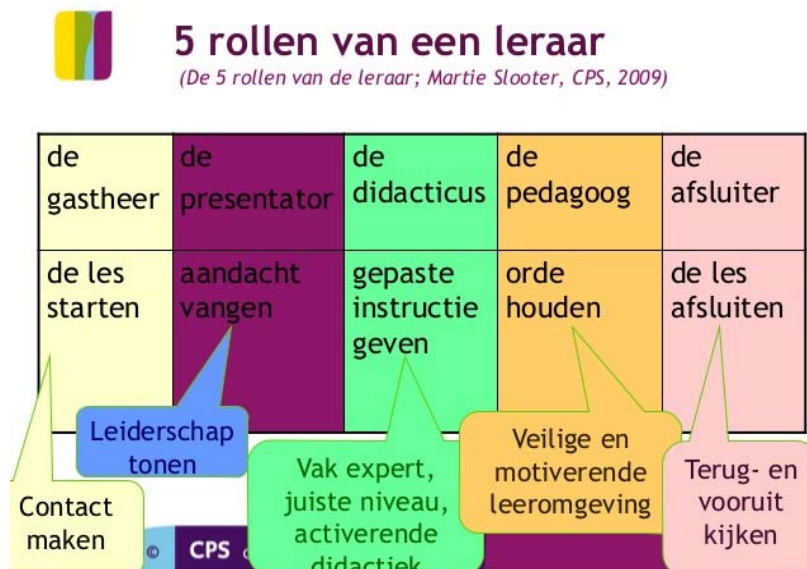 5 rollen van een leraar
(De 5 rollen van de leraar; Martie Slooter, CPS, 2009)
de
gastheer
de
presentator
de
didacticus
de
pedagoog
de
afsluiter
de les
starten
aandacht
vangen
gepaste
instructie
geven
orde
houden
de les
afsluiten
Contact
maken
Leiderschap
tonen
Vak expert,
juiste niveau,
activerende
didactiek
Veilige en
motiverende
leeromgeving
Terug- en
vooruit
kijken
© CPS